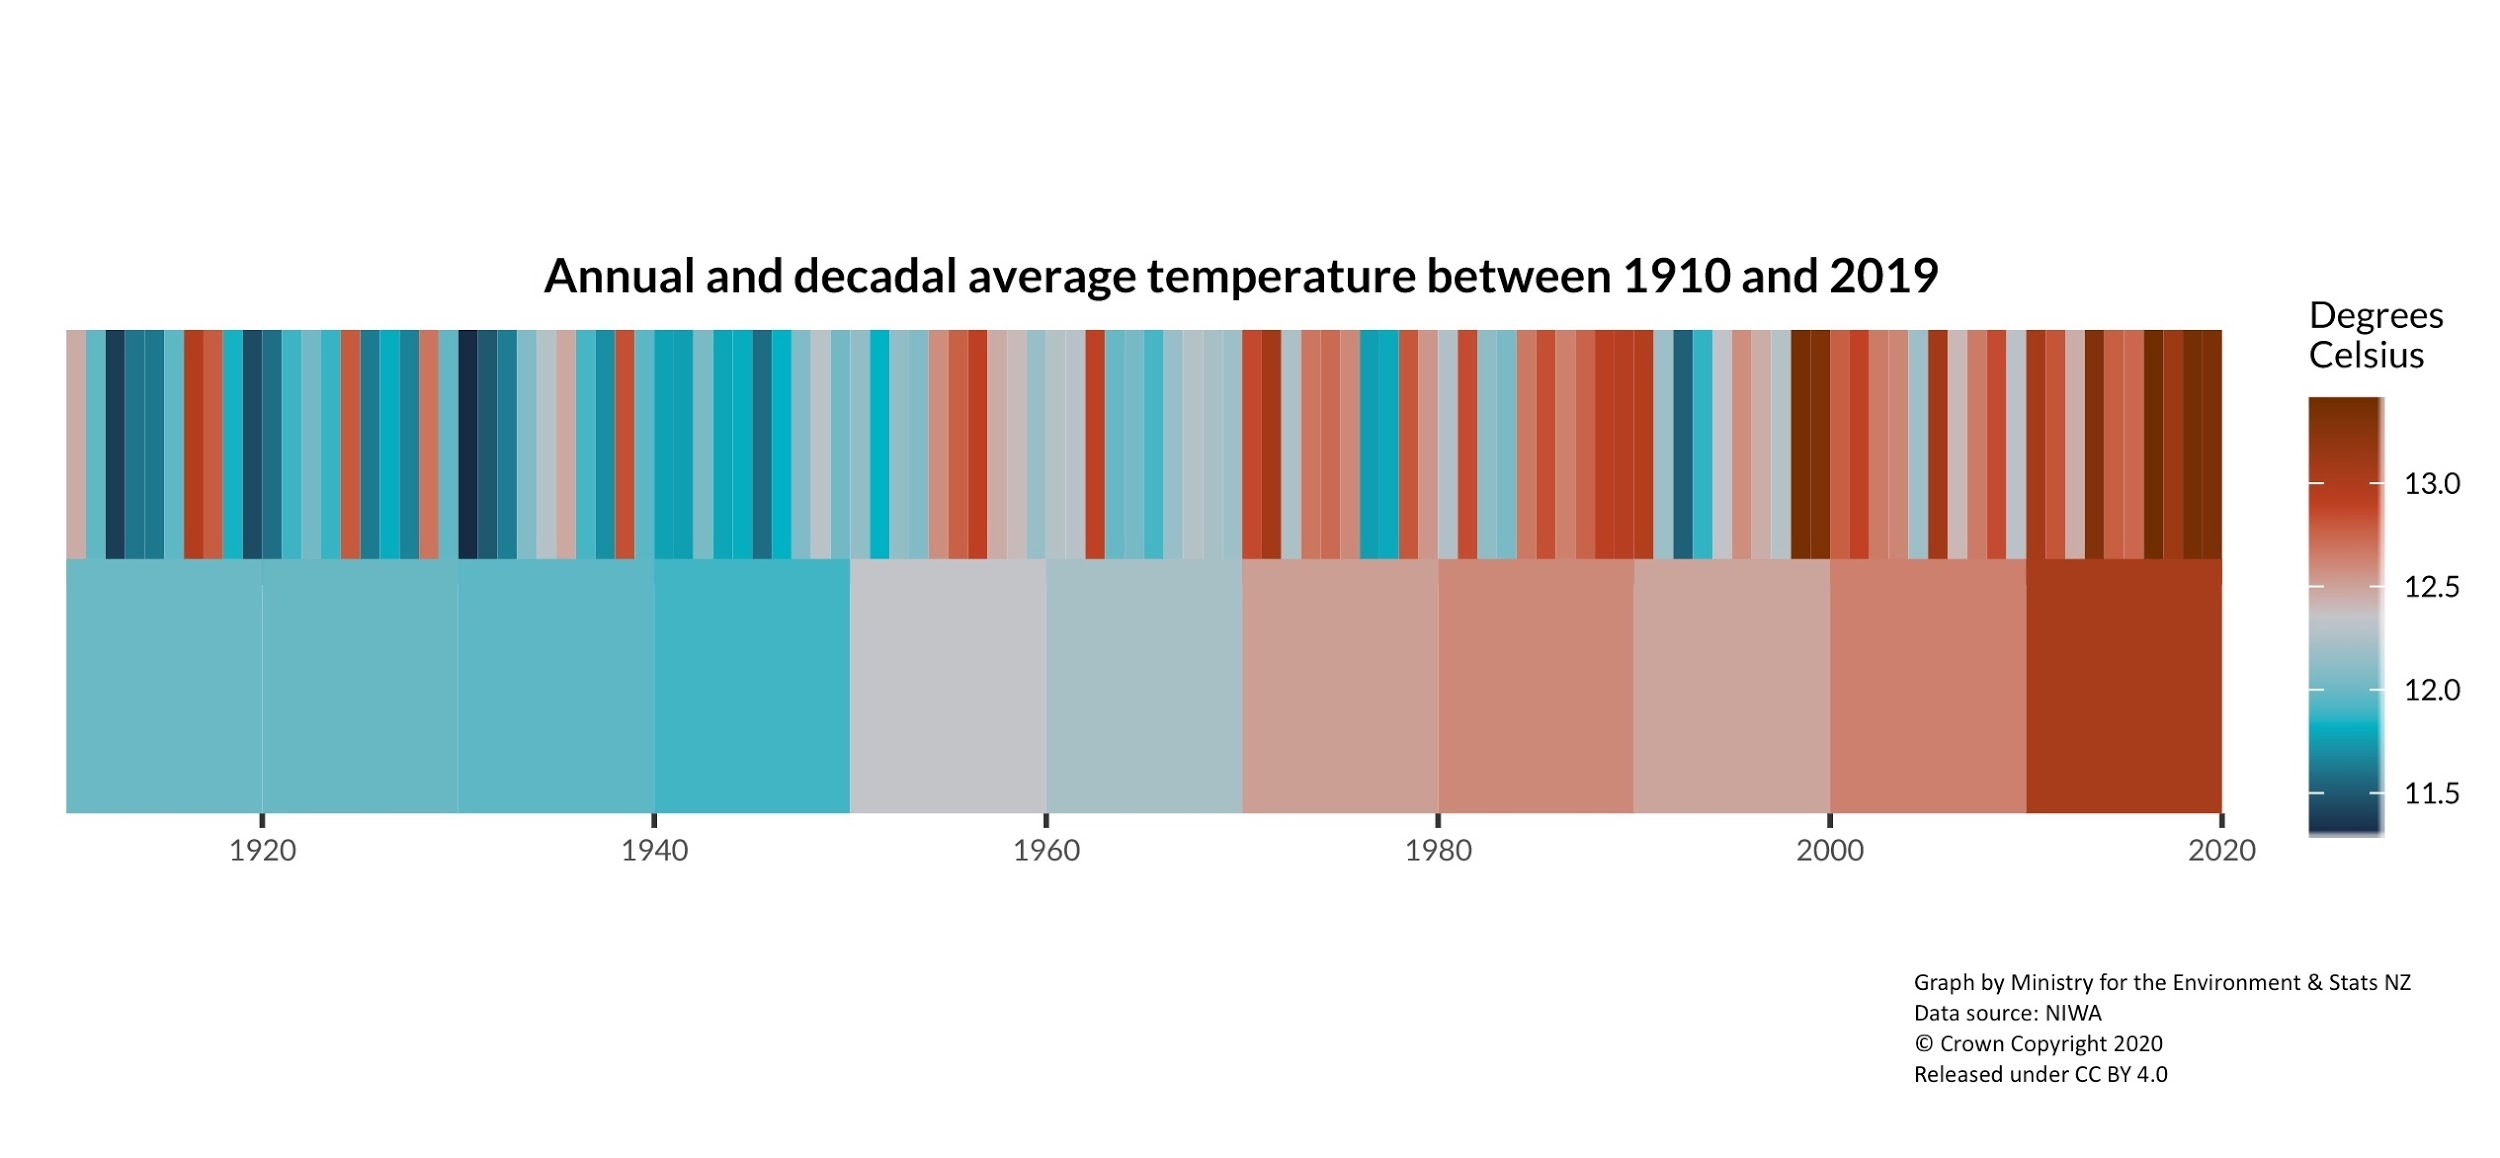 Annual and decadal average temperature between 1910 and 2019
Degrees
Celsius
13.0
12.5
12.0
11.5
1920
1940
1960
1980
2000
2020
Graph by Ministry for the Environment & Stats NZ
Data source: NIWA
© Crown Copyright 2020
Released under CC BY 4.0